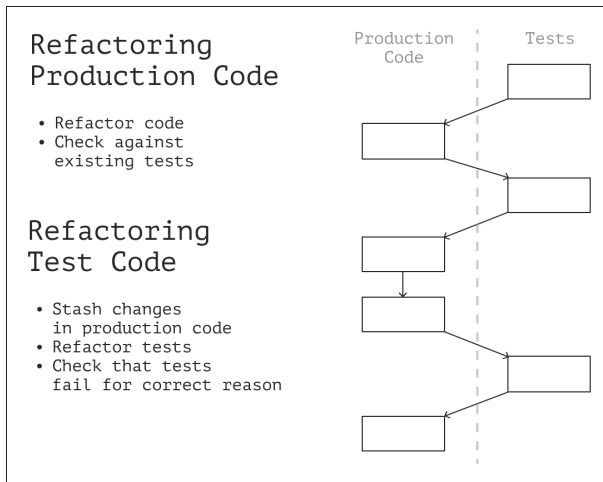 Refactoring
Production Code
• Refactor code
• Check against
existing tests
Refactoring
Test Code
• Stash changes
in production code
• Refactor tests
• Check that tests
fail for correct reason
Production
Code
Tests